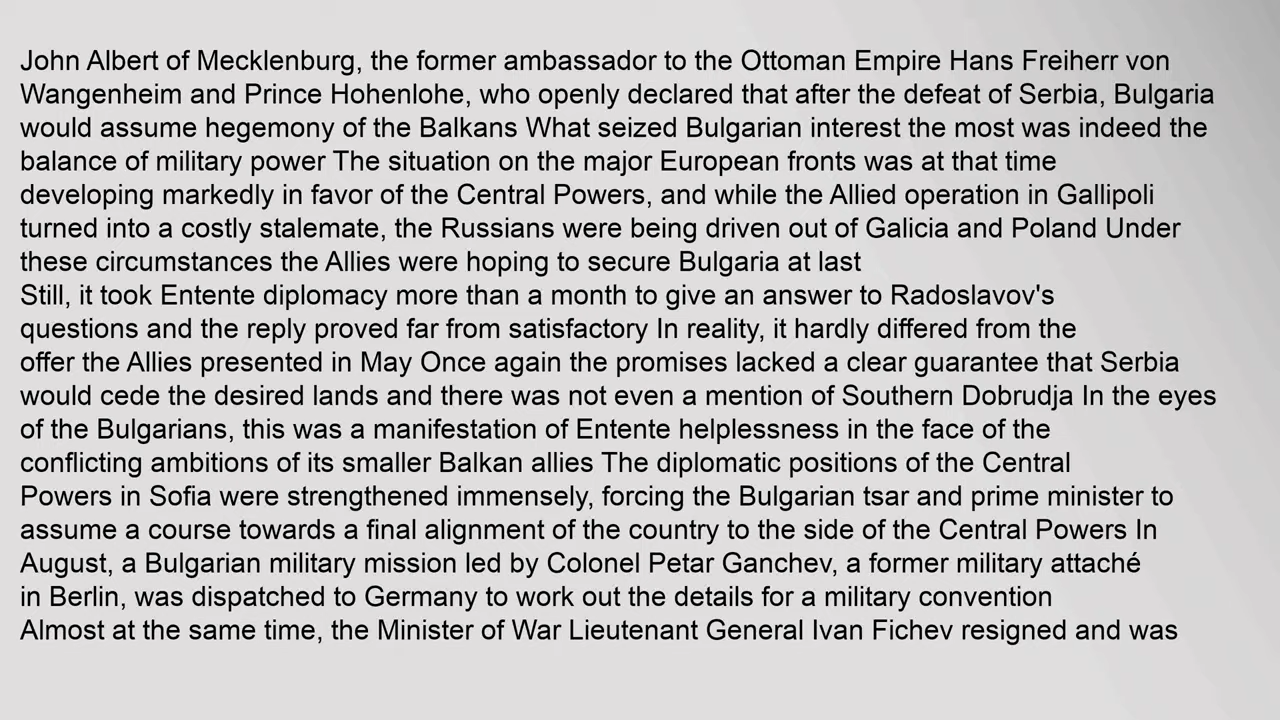 John Albert of Mecklenburg, the former ambassador to the Ottoman Empire Hans Freiherr von
Wangenheim and Prince Hohenlohe, who openly declared that after the defeat of Serbia, Bulgaria
would assume hegemony of the Balkans What seized Bulgarian interest the most was indeed the
balance of military power The situation on the major European fronts was at that time
developing markedly in favor of the Central Powers, and while the Allied operation in Gallipoli
turned into a costly stalemate, the Russians were being driven out of Galicia and Poland Under
these circumstances the Allies were hoping to secure Bulgaria at last
Still, it took Entente diplomacy more than a month to give an answer to Radoslavov's
questions and the reply proved far from satisfactory In reality, it hardly differed from the
offer the Allies presented in May Once again the promises lacked a clear guarantee that Serbia
would cede the desired lands and there was not even a mention of Southern Dobrudja In the eyes
of the Bulgarians, this was a manifestation of Entente helplessness in the face of the
conflicting ambitions of its smaller Balkan allies The diplomatic positions of the Central
Powers in Sofia were strengthened immensely, forcing the Bulgarian tsar and prime minister to
assume a course towards a final alignment of the country to the side of the Central Powers In
August, a Bulgarian military mission led by Colonel Petar Ganchev, a former military attaché
in Berlin, was dispatched to Germany to work out the details for a military convention
Almost at the same time, the Minister of War Lieutenant General Ivan Fichev resigned and was